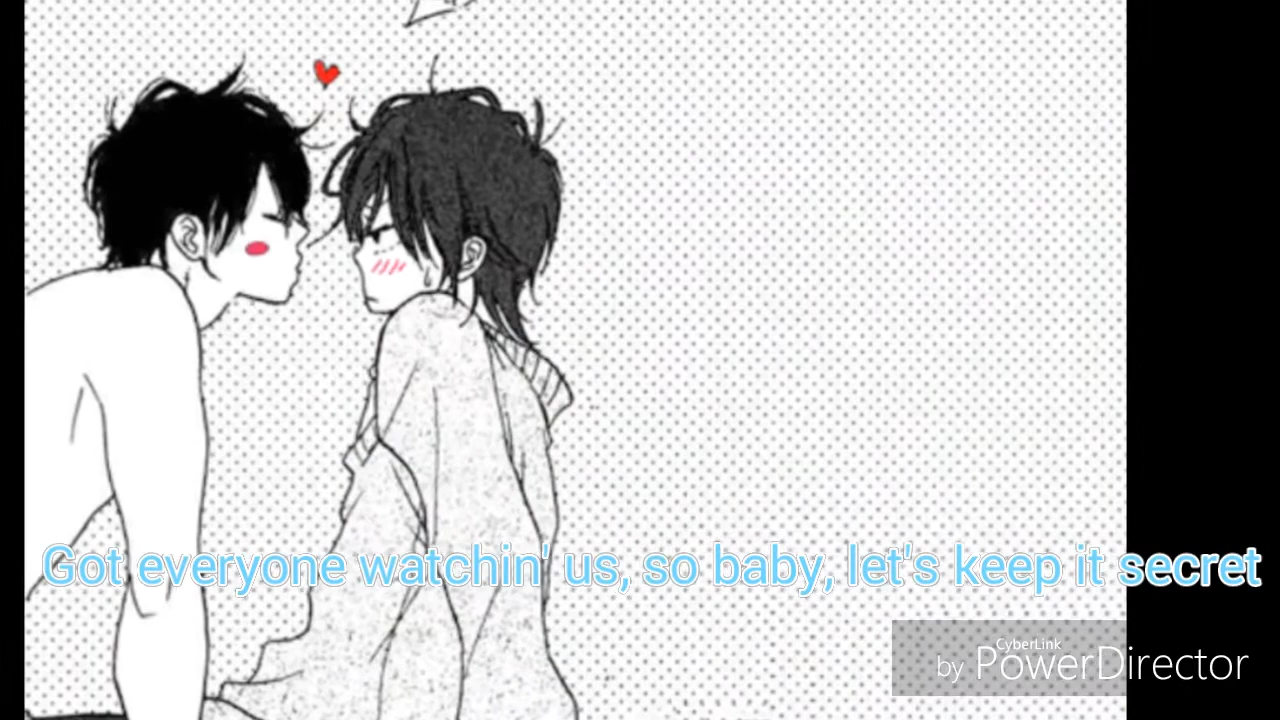 Got everyone watchin' us, so baby, let's keep it secret
CyberLink
by PowerDirector